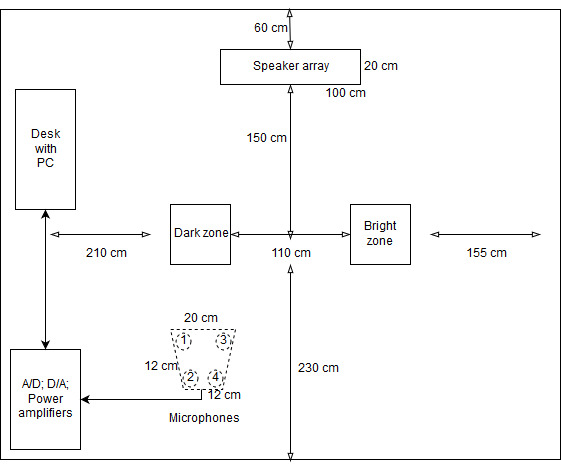 60 cm
Speaker array
20 cm
100 cm
150 cm
Desk
with
PC
Dark zone
Bright
zone
210 cm
110 cm
155 cm
20 cm
1
3
12 cm
2
4
12 cm
230 cm
A/D; D/A;
Power
amplifiers
Microphones